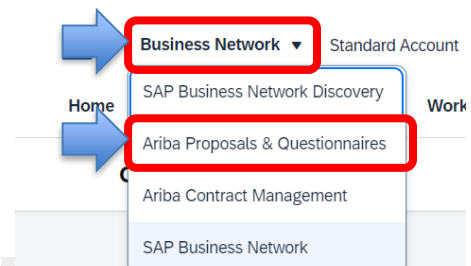 Business Network ▼ Standard Account
SAP Business Network Discovery
Home Work
Ariba Proposals & Questionnaires
Ariba Contract Management
SAP Business Network